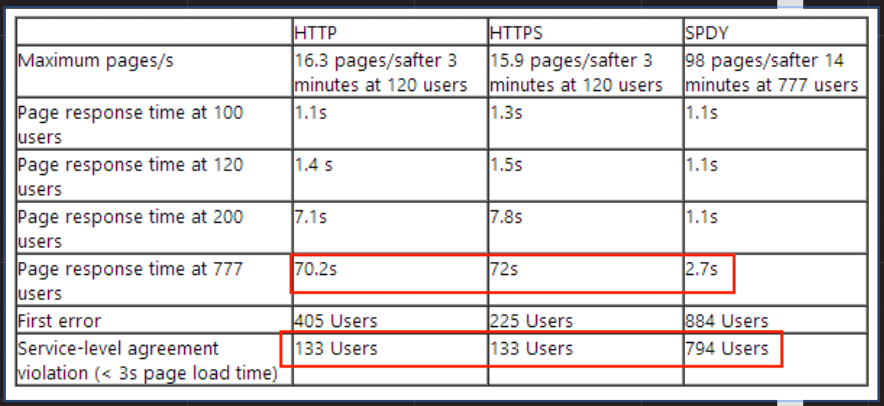 HTTP HTTPS SPDY
Maximum pages/s 16.3 pages/safter 3 15.9 pages/safter 3 98 pages/safter 14
minutes at 120 users minutes at 120 users minutes at 777 users
Page response time at 100 1.1s 1.3s 1.1s
users
Page response time at 120 1.4 s 1.5s 1.1s
users
Page response time at 200 7.1s 7.8s 1.1s
users
Page response time at 777 70.2s 72s 2.7s
users
First error 405 Users 225 Users 884 Users
Service-level agreement 133 Users 133 Users 794 Users
violation (< 3s page load time)